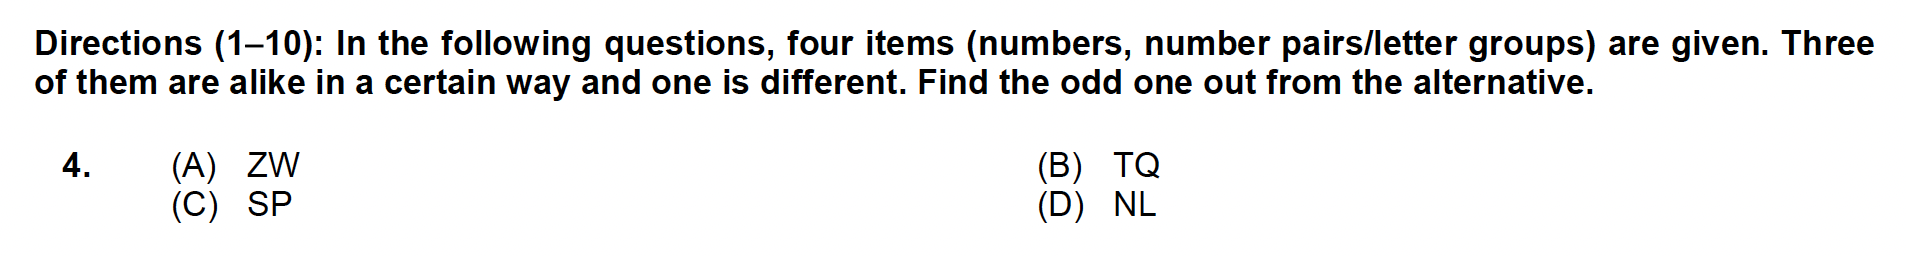 Directions (1–10): In the following questions, four items (numbers, number pairs/letter groups) are given. Three
of them are alike in a certain way and one is different. Find the odd one out from the alternative.
4. (A) ZW (B) TQ
(C) SP (D) NL